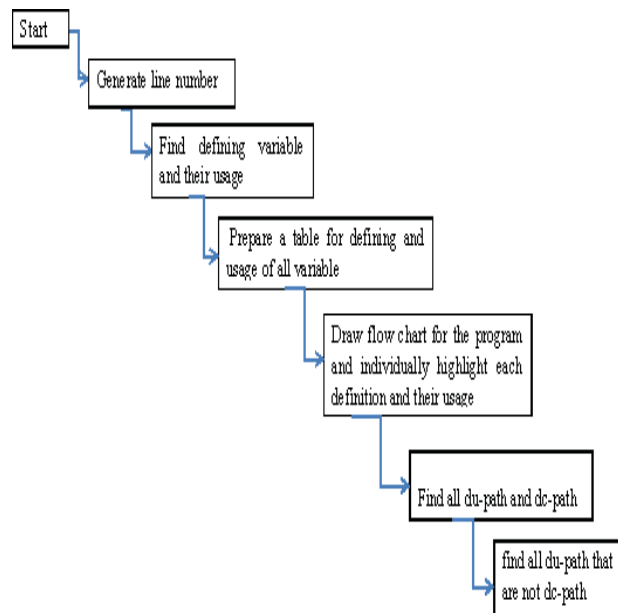 Start
Generate line number
Find defining variable
and their usage
Prepare a table for defining and
usage of all variable
Draw flow chart for the program
and individually highlight each
definition and their usage
Find all du-path and dc-path
find all du-path that
are not dc-path